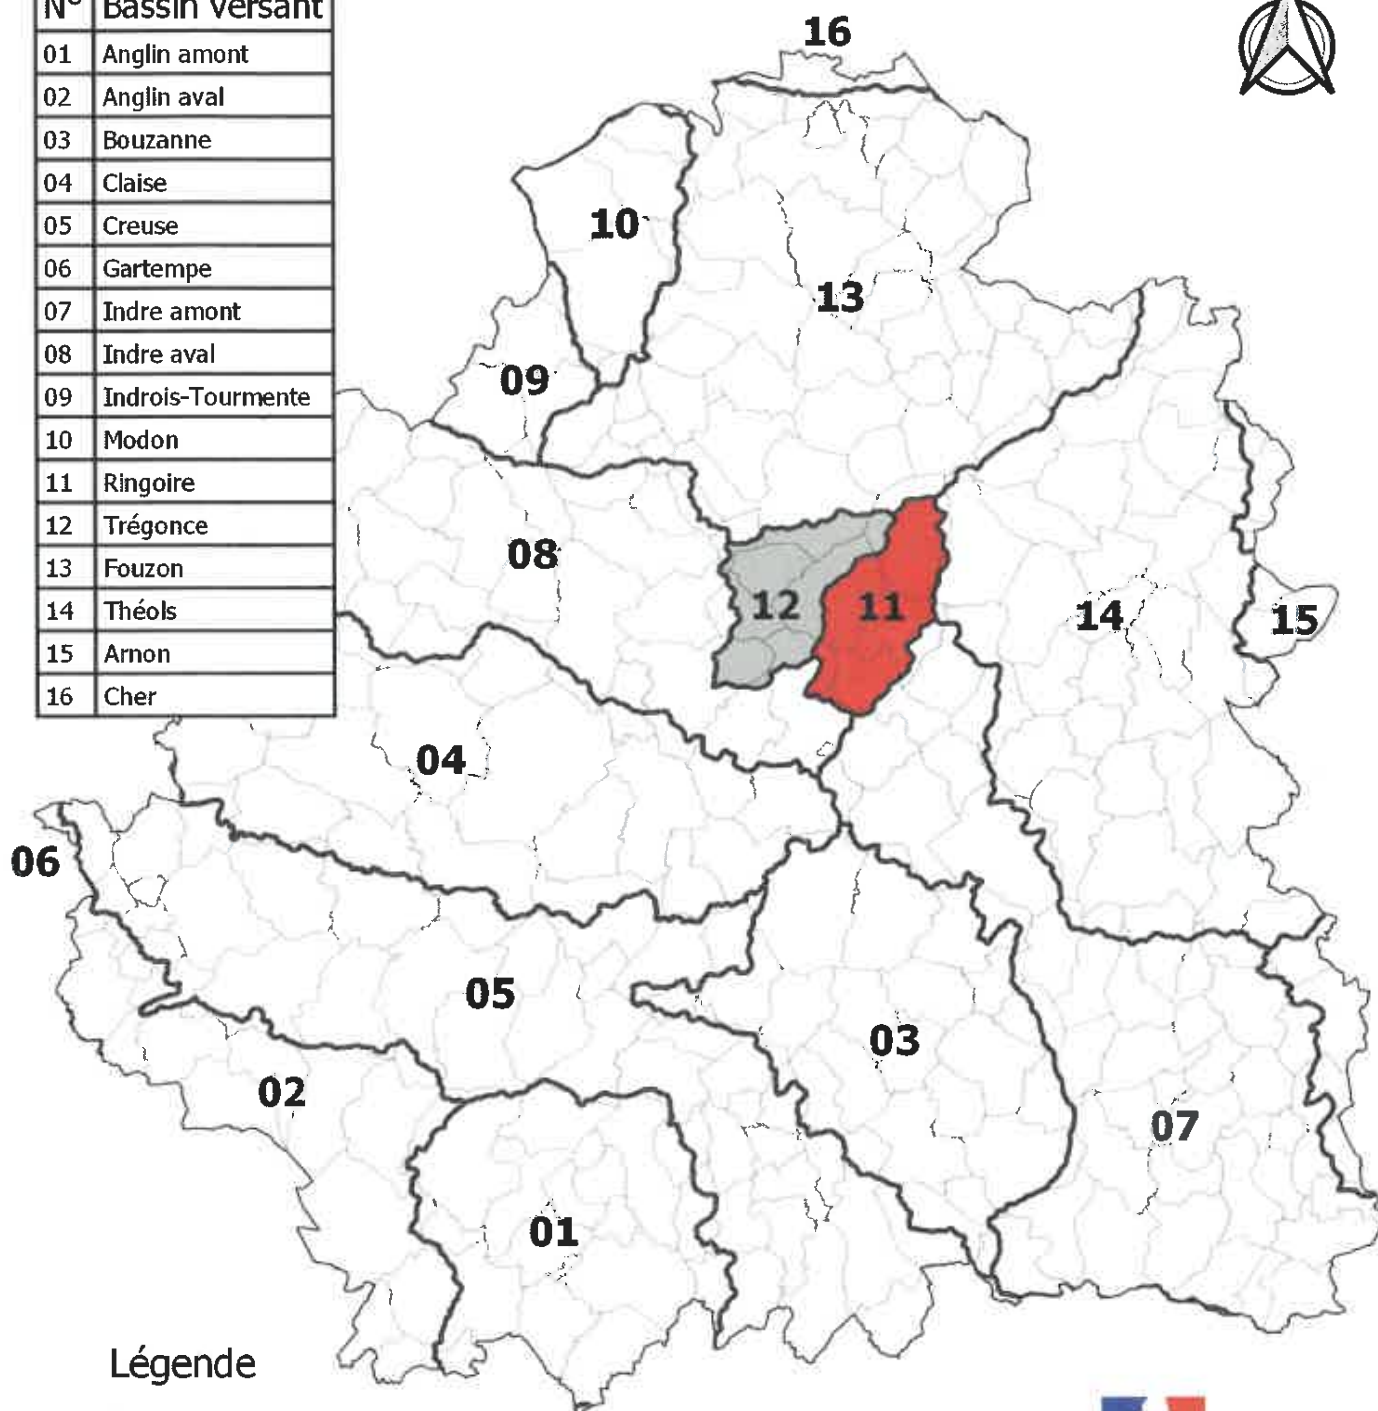 N° Bassin Versant
01 Anglin amont
02 Anglin aval
03 Bouzanne
04 Claise
05 Creuse
06 Gartempe
07 Indre amont
08 Indre aval
09 Indrois-Tourmente
10 Modon
11 Ringoire
12 Trégonce
13 Fouzon
14 Théols
15 Arnon
16 Cher
16
10
13
09
08
12
11
14
15
04
06
05
03
02
07
01
Légende